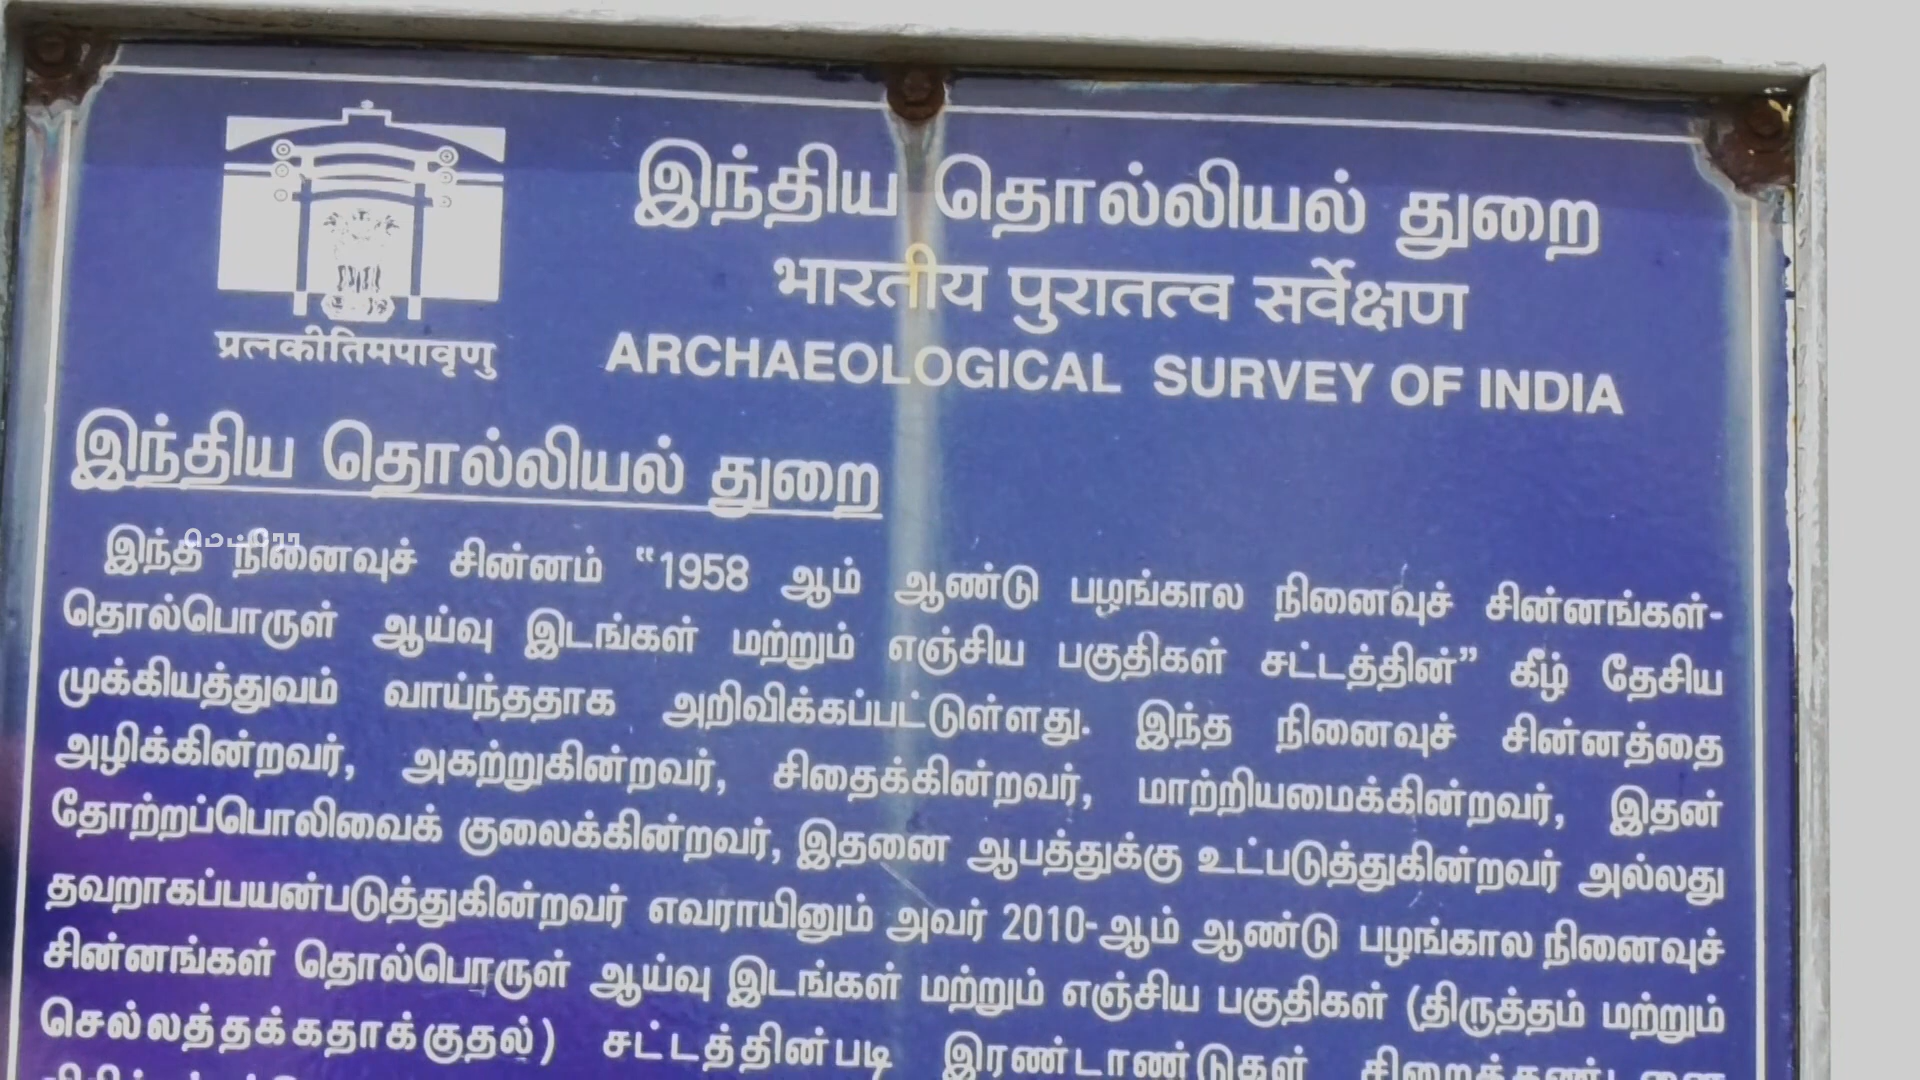 இந்திய தொல்லியல் துறை
भारतीय पुरातत्व सर्वेक्षण
ARCHAEOLOGICAL SURVEY OF INDIA
प्रत्नकीर्तिमपावृणु
இந்திய தொல்லியல் துறை
இந்த நினைவுச் சின்னம் “1958 ஆம் ஆண்டு பழங்கால நினைவுச் சின்னங்கள்-
தொல்பொருள் ஆய்வு இடங்கள் மற்றும் எஞ்சிய பகுதிகள் சட்டத்தின்” கீழ் தேசிய
முக்கியத்துவம் வாய்ந்ததாக அறிவிக்கப்பட்டுள்ளது. இந்த நினைவுச் சின்னத்தை
அழிக்கின்றவர், அகற்றுகின்றவர், சிதைக்கின்றவர், மாற்றியமைக்கின்றவர், இதன்
தோற்றப்பொலிவைக் குலைக்கின்றவர், இதனை ஆபத்துக்கு உட்படுத்துகின்றவர் அல்லது
தவறாகப்பயன்படுத்துகின்றவர் எவராயினும் அவர் 2010-ஆம் ஆண்டு பழங்கால நினைவுச்
சின்னங்கள் தொல்பொருள் ஆய்வு இடங்கள் மற்றும் எஞ்சிய பகுதிகள் (திருத்தம் மற்றும்
செல்லத்தக்கதாக்குதல்) சட்டத்தின்படி இரண்டாண்டுகள் சிறைத்தண்டனை